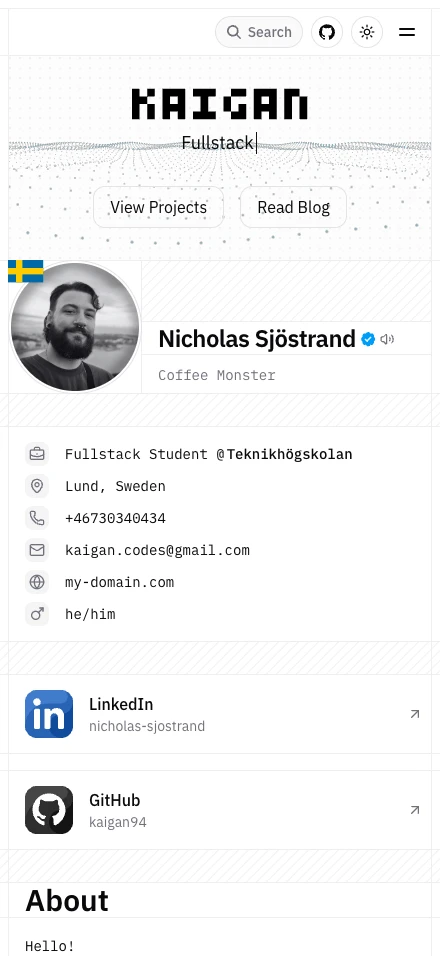 Search
KAIGAN
Fullstack
View Projects
Read Blog
Nicholas Sjöstrand
Coffee Monster
Fullstack Student @Teknikhögskolan
Lund, Sweden
+46730340434
kaigan.codes@gmail.com
my-domain.com
he/him
in
LinkedIn
nicholas-sjostrand
GitHub
kaigan94
About
Hello!